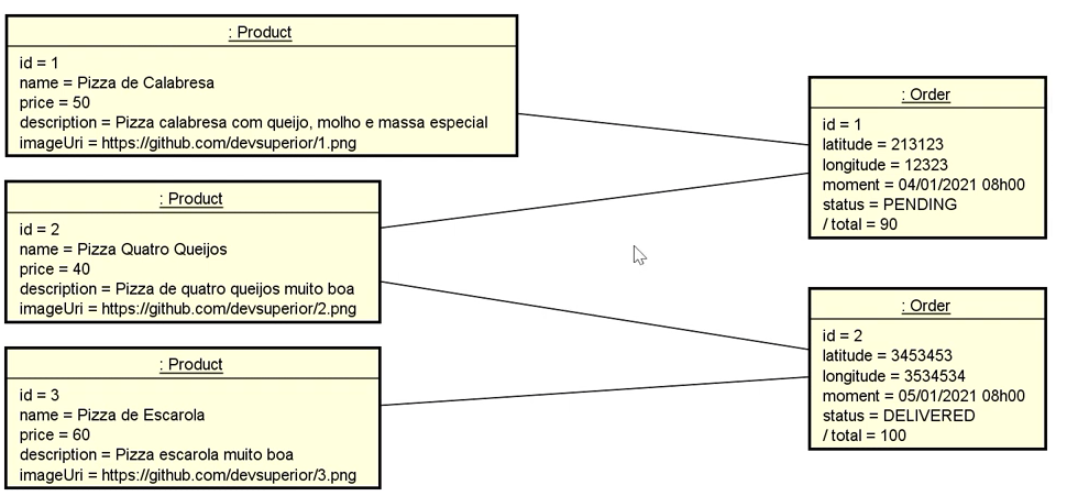 : Product
id = 1
name = Pizza de Calabresa
price = 50
description = Pizza calabresa com queijo, molho e massa especial
imageUri = https://github.com/devsuperior/1.png
: Product
id = 2
name = Pizza Quatro Queijos
price = 40
description = Pizza de quatro queijos muito boa
imageUri = https://github.com/devsuperior/2.png
: Product
id = 3
name = Pizza de Escarola
price = 60
description = Pizza escarola muito boa
imageUri = https://github.com/devsuperior/3.png
: Order
id = 1
latitude = 213123
longitude = 12323
moment = 04/01/2021 08h00
status = PENDING
/ total = 90
: Order
id = 2
latitude = 3453453
longitude = 3534534
moment = 05/01/2021 08h00
status = DELIVERED
/ total = 100